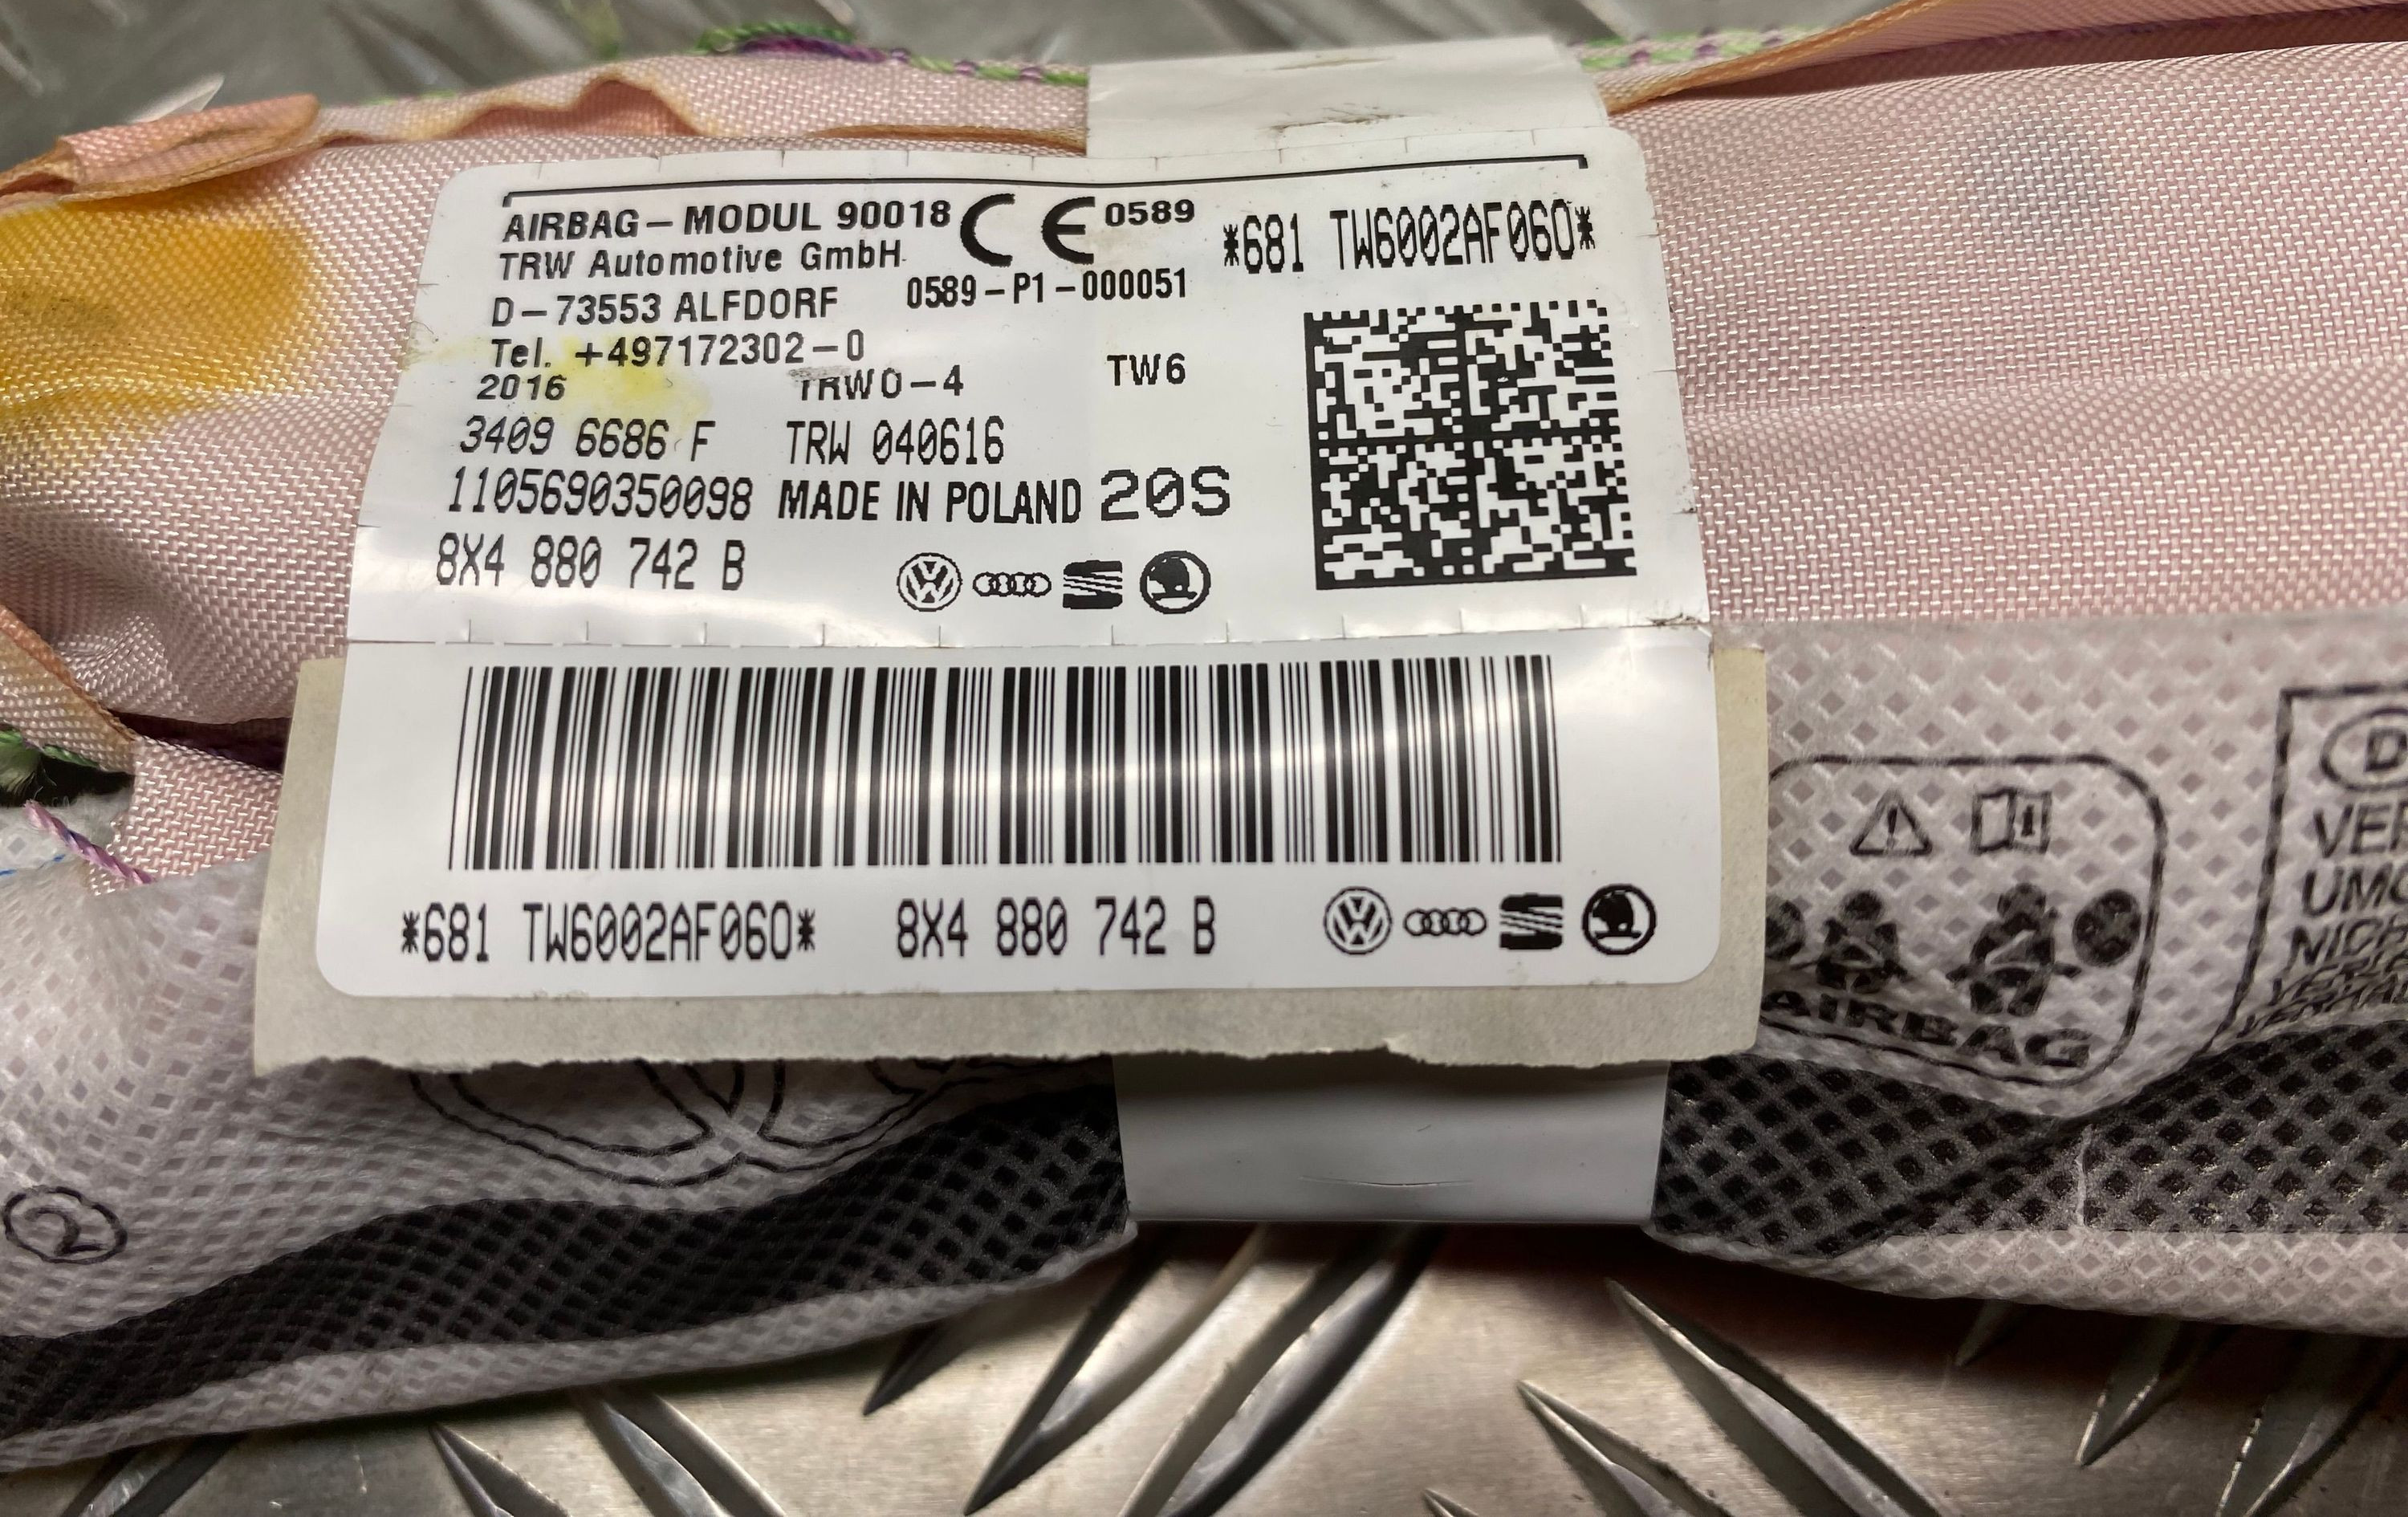 AIRBAG – MODUL 90018 CE 0589
*681 TW6002AF060*
TRW Automotive GmbH
D – 73553 ALFDORF
0589 – P1 – 000051
Tel. +497172302 – 0
2016 TRWO – 4 TW6
3409 6686 F TRW 040616
1105690350098 MADE IN POLAND 20S
8X4 880 742 B
*681 TW6002AF060* 8X4 880 742 B
AIRBAG
D
2